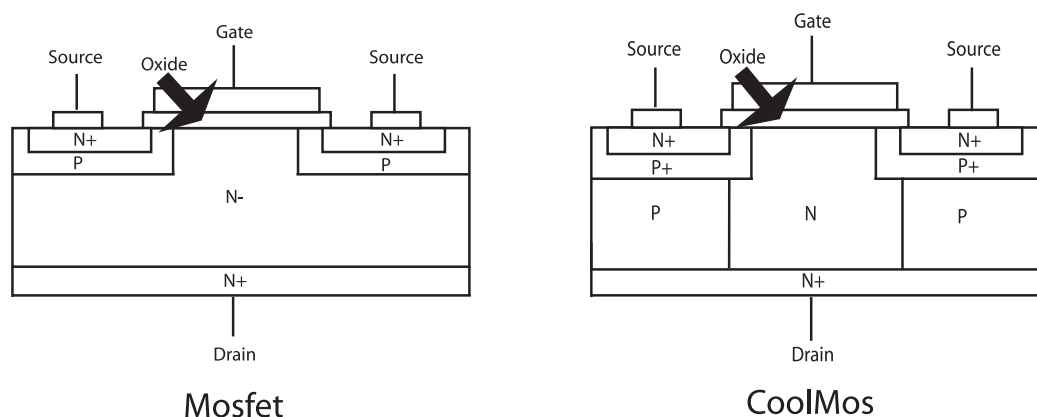 Gate
Source
Oxide
Source
N+
N+
P
P
N-
N+
Drain
Mosfet
Gate
Source
Oxide
Source
N+
N+
P+
P+
P
N
P
N+
Drain
CoolMos